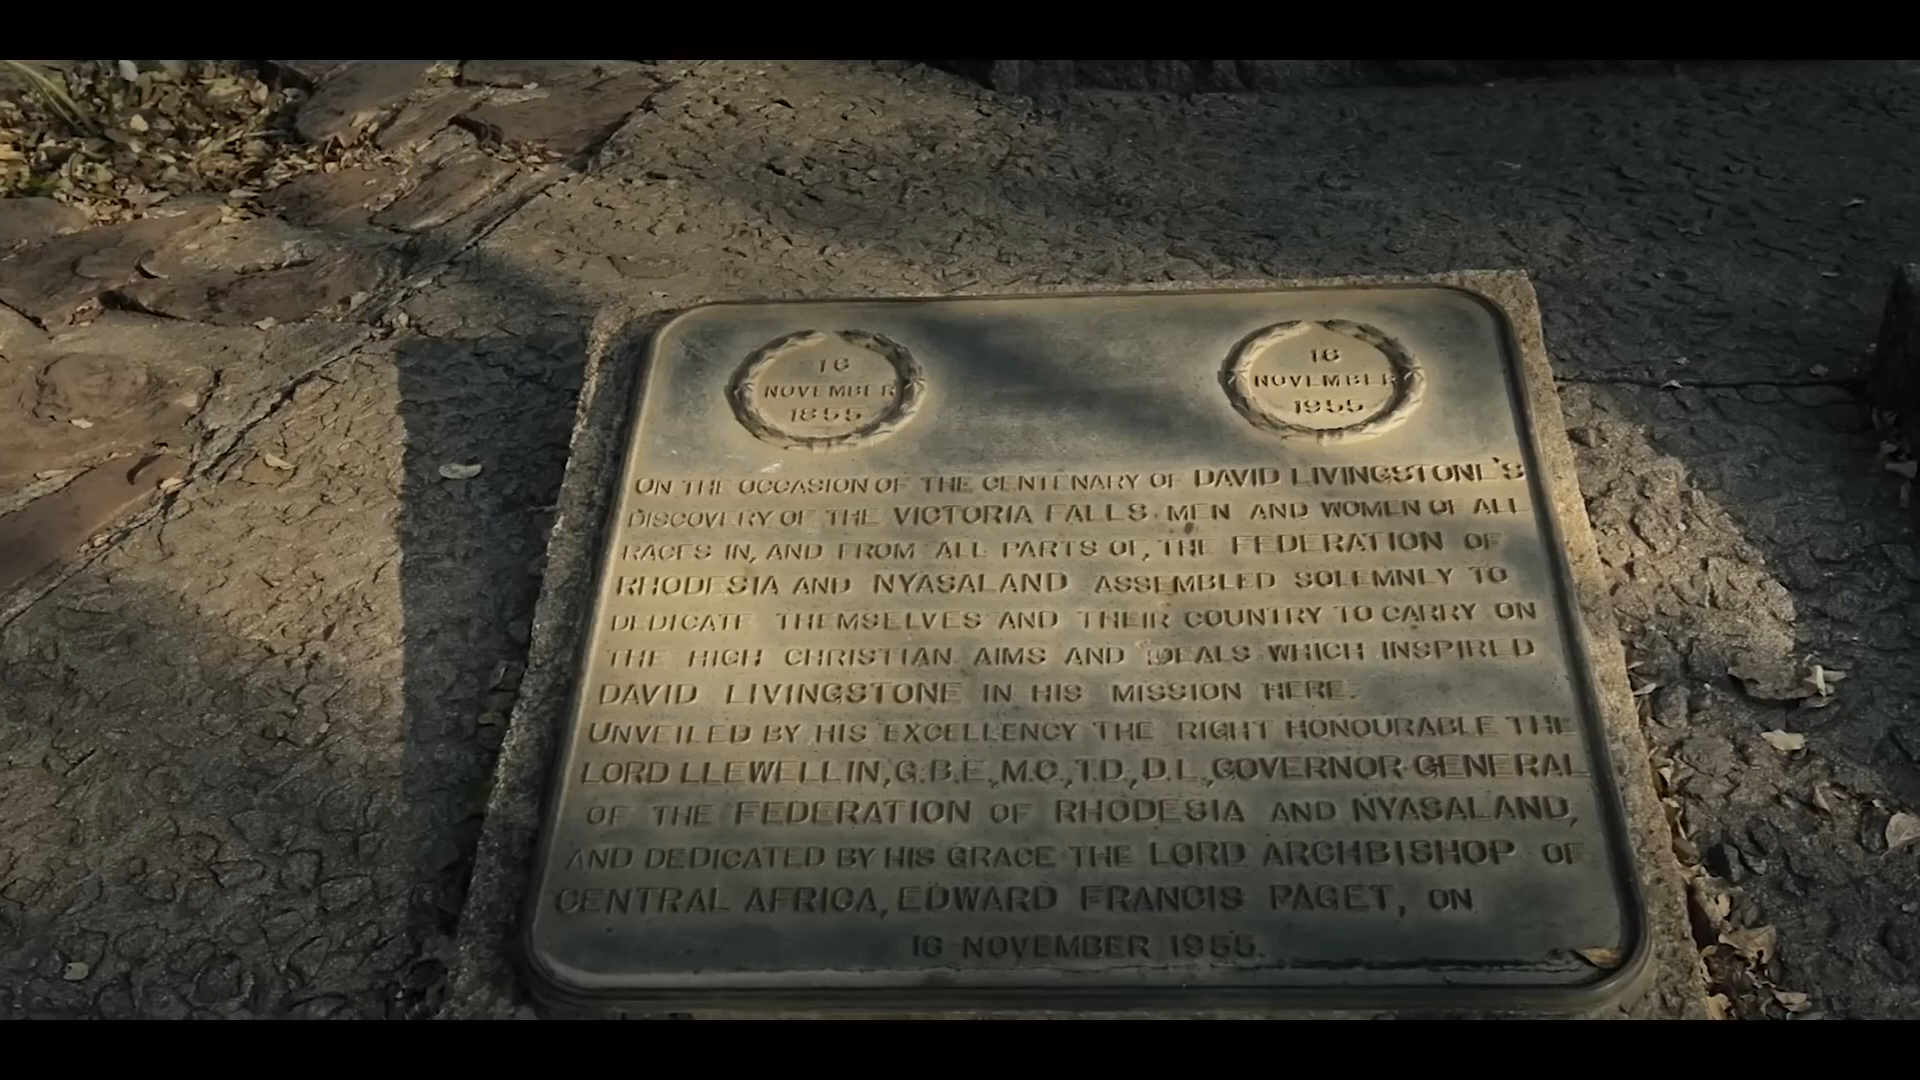 16
NOVEMBER
1855
16
NOVEMBER
1955
ON THE OCCASION OF THE CENTENARY OF DAVID LIVINGSTONE'S
DISCOVERY OF THE VICTORIA FALLS, MEN AND WOMEN OF ALL
RACES IN, AND FROM ALL PARTS OF, THE FEDERATION OF
RHODESIA AND NYASALAND ASSEMBLED SOLEMNLY TO
DEDICATE THEMSELVES AND THEIR COUNTRY TO CARRY ON
THE HIGH CHRISTIAN AIMS AND IDEALS WHICH INSPIRED
DAVID LIVINGSTONE IN HIS MISSION HERE.
UNVEILED BY HIS EXCELLENCY THE RIGHT HONOURABLE THE
LORD LLEWELLIN, G.B.E., M.C., T.D., D.L., GOVERNOR-GENERAL
OF THE FEDERATION OF RHODESIA AND NYASALAND,
AND DEDICATED BY HIS GRACE THE LORD ARCHBISHOP OF
CENTRAL AFRICA, EDWARD FRANCIS PAGET, ON
16 NOVEMBER 1955.